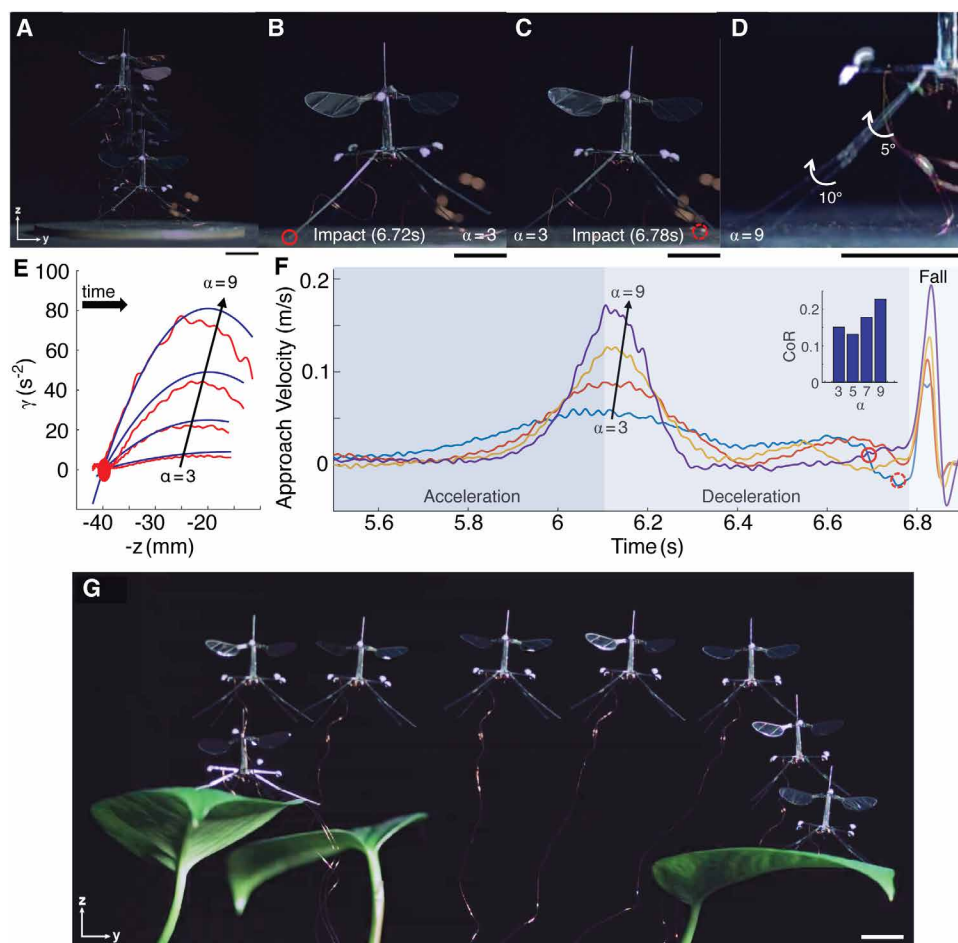 A
B
C
D
z
y
Impact (6.72s)
α=3
α=3
Impact (6.78s)
α=9
5°
10°
E
100
80
60
40
20
0
γ (s⁻²)
time
α=9
α=3
-40
-30
-20
-z (mm)
F
0.2
0.1
0
Approach Velocity (m/s)
α=9
α=3
Acceleration
Deceleration
Fall
0.2
0.1
0
CoR
3 5 7 9
α
5.6
5.8
6
6.2
6.4
6.6
6.8
Time (s)
G
z
y